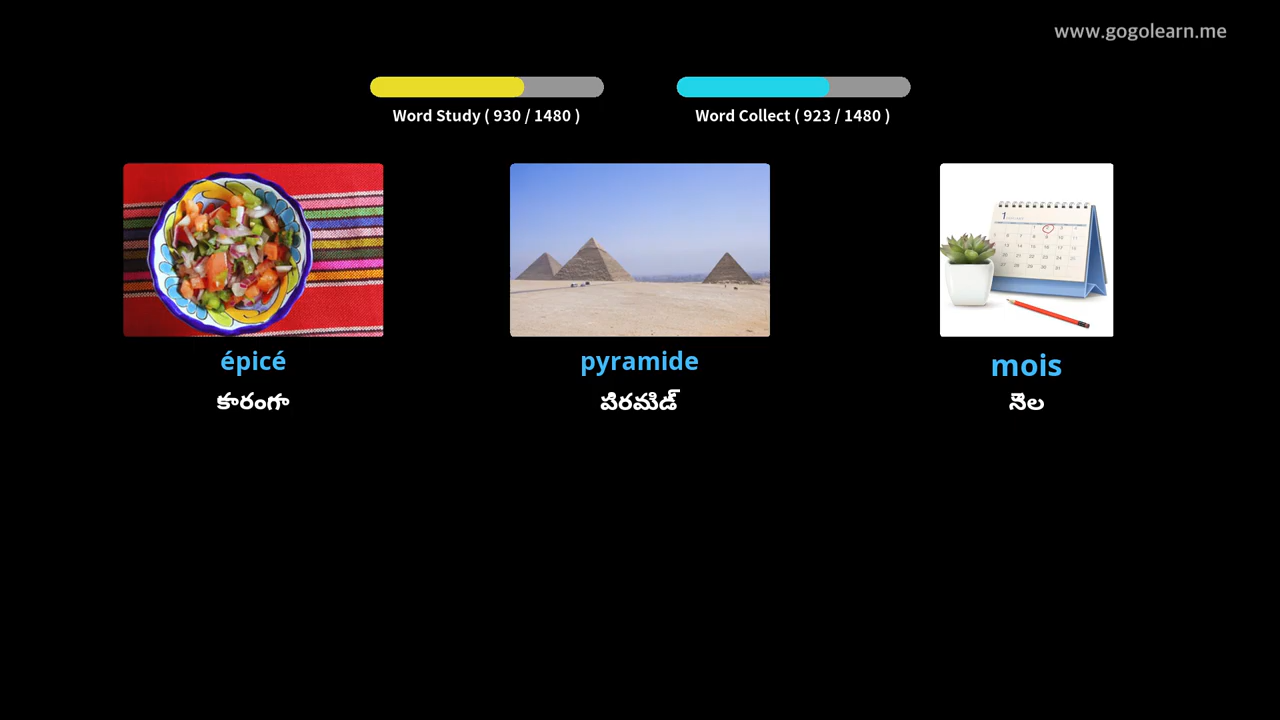 www.gogolearn.me
Word Study ( 930 / 1480 )
Word Collect ( 923 / 1480 )
épicé
pyramide
mois
కారంగా
పిరమిడ్
నెల